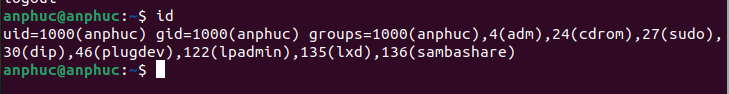 logout
anphuc@anphuc:~$ id
uid=1000(anphuc) gid=1000(anphuc) groups=1000(anphuc),4(adm),24(cdrom),27(sudo),
30(dip),46(plugdev),122(lpadmin),135(lxd),136(sambashare)
anphuc@anphuc:~$